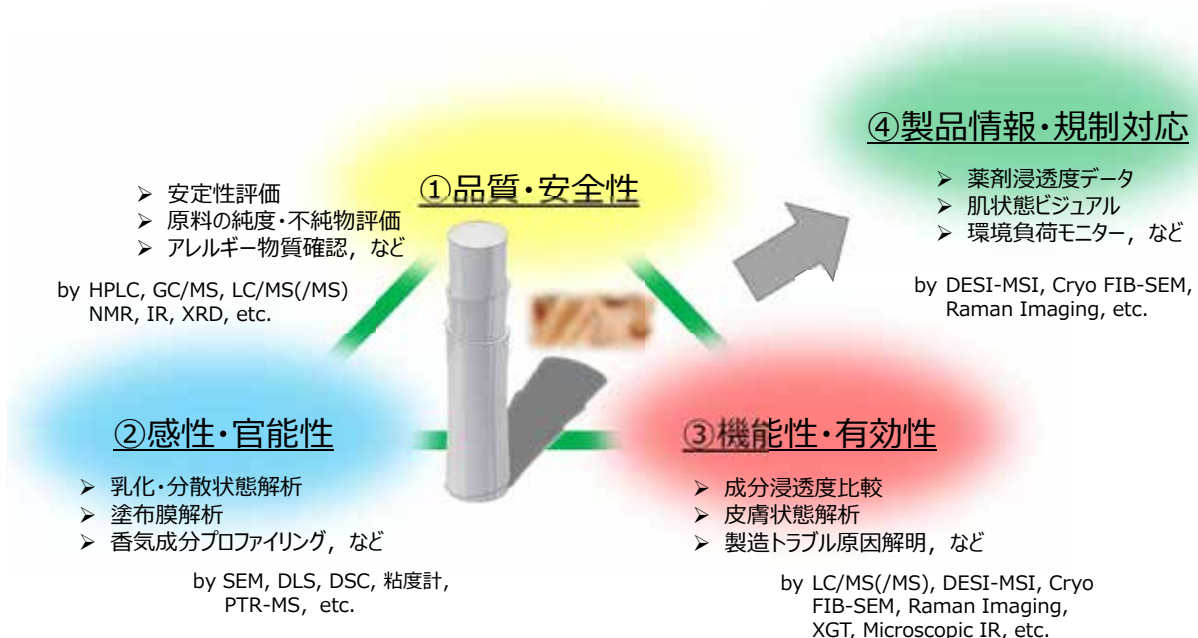 ①品質・安全性
➢ 安定性評価
➢ 原料の純度・不純物評価
➢ アレルギー物質確認，など
by HPLC, GC/MS, LC/MS(/MS)
NMR, IR, XRD, etc.
②感性・官能性
➢ 乳化・分散状態解析
➢ 塗布膜解析
➢ 香気成分プロファイリング，など
by SEM, DLS, DSC, 粘度計，
PTR-MS，etc.
③機能性・有効性
➢ 成分浸透度比較
➢ 皮膚状態解析
➢ 製造トラブル原因解明，など
by LC/MS(/MS), DESI-MSI, Cryo
FIB-SEM, Raman Imaging,
XGT, Microscopic IR, etc.
④製品情報・規制対応
➢ 薬剤浸透度データ
➢ 肌状態ビジュアル
➢ 環境負荷モニター，など
by DESI-MSI, Cryo FIB-SEM,
Raman Imaging, etc.